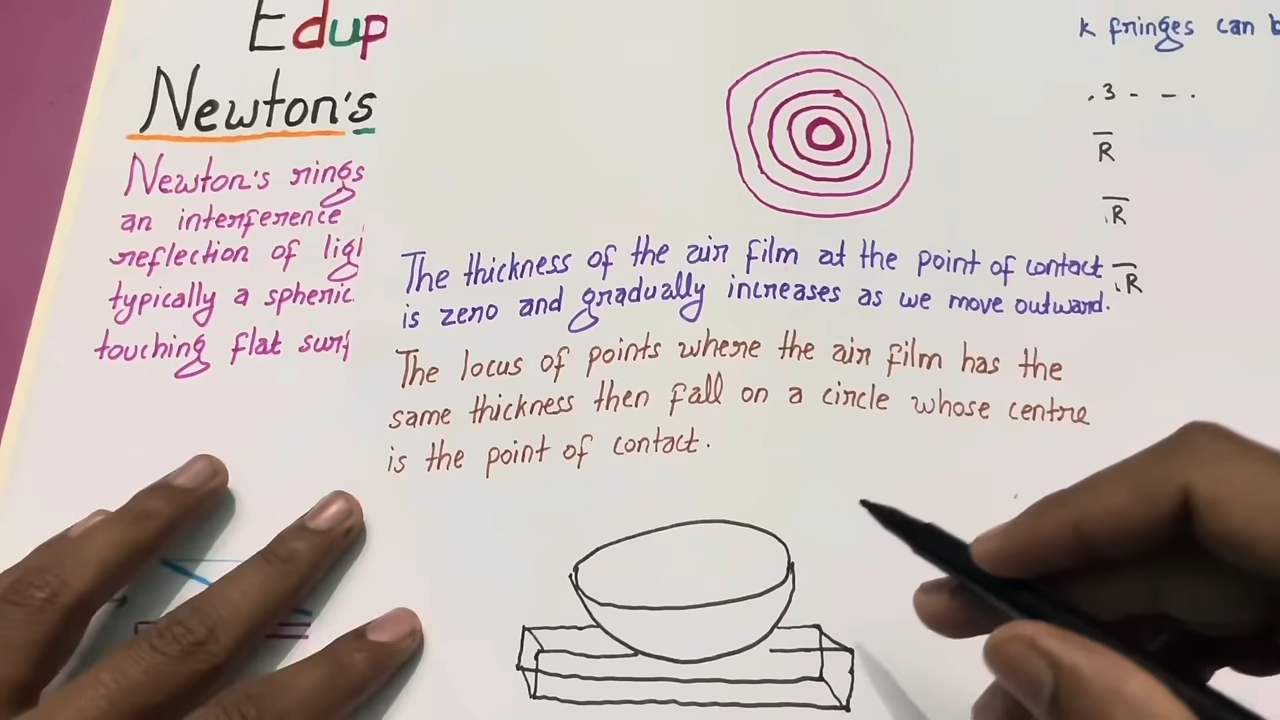 Edup
Newton's
Newton's rings
an interference
reflection of
typically a
touching flat
The thickness of the air film at the point of contact
is zero and gradually increases as we move outward.
The locus of points where the air film has the
same thickness then fall on a circle whose centre
is the point of contact.
k fringes can
.3 - - .
R
R
R